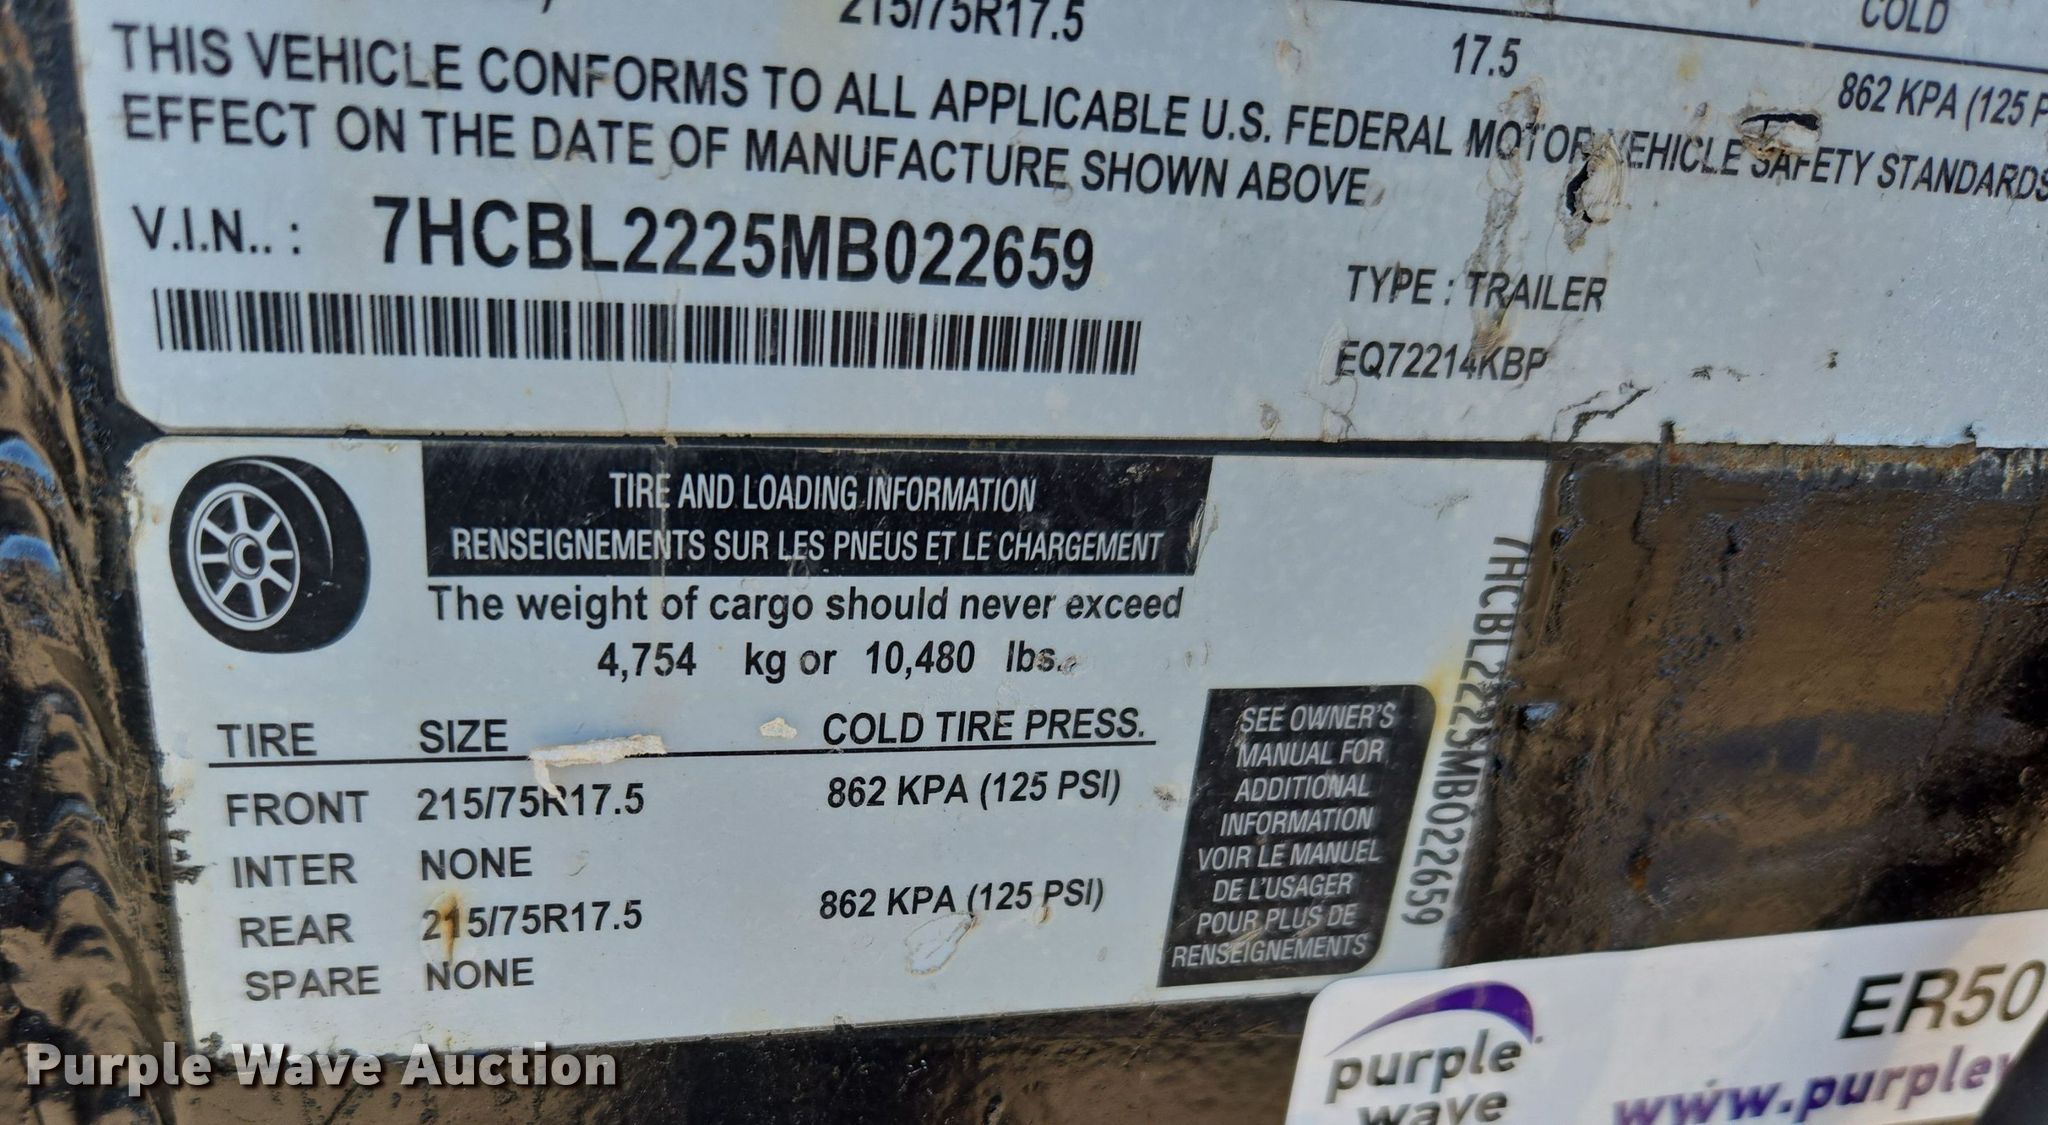 215/75R17.5
17.5
COLD
862 KPA (125 P
THIS VEHICLE CONFORMS TO ALL APPLICABLE U.S. FEDERAL MOTOR VEHICLE SAFETY STANDARDS
EFFECT ON THE DATE OF MANUFACTURE SHOWN ABOVE
V.I.N.. : 7HCBL2225MB022659
TYPE : TRAILER
EQ72214KBP
TIRE AND LOADING INFORMATION
RENSEIGNEMENTS SUR LES PNEUS ET LE CHARGEMENT
The weight of cargo should never exceed
4,754 kg or 10,480 lbs.
TIRE SIZE COLD TIRE PRESS.
FRONT 215/75R17.5 862 KPA (125 PSI)
INTER NONE
REAR 215/75R17.5 862 KPA (125 PSI)
SPARE NONE
SEE OWNER'S
MANUAL FOR
ADDITIONAL
INFORMATION
VOIR LE MANUEL
DE L'USAGER
POUR PLUS DE
RENSEIGNEMENTS
7HCBL2225MB022659
purple
wave
ER50
www.purplew
Purple Wave Auction